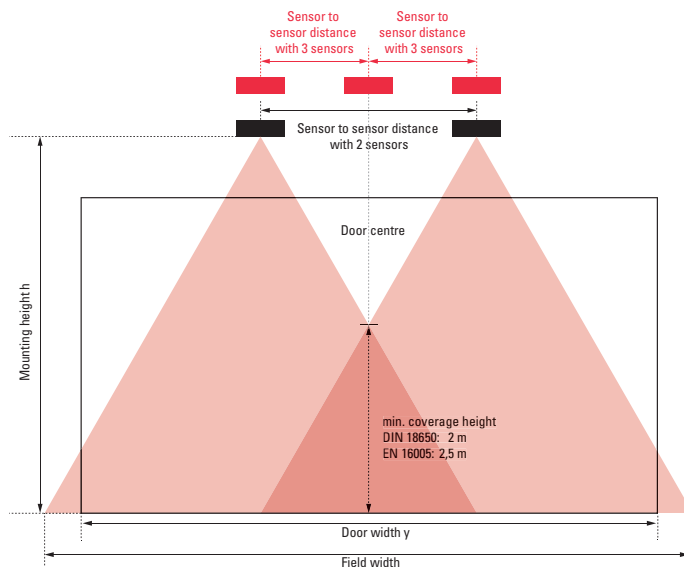 Sensor to
sensor distance
with 3 sensors
Sensor to
sensor distance
with 3 sensors
Sensor to sensor distance
with 2 sensors
Door centre
Mounting height h
min. coverage height
DIN 18650: 2 m
EN 16005: 2,5 m
Door width y
Field width